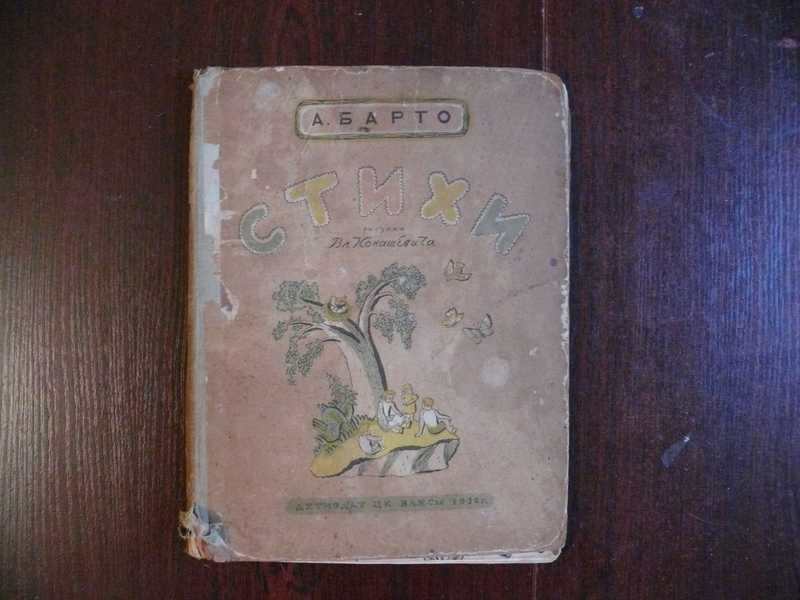 А. БАРТО
СТИХИ
рисунки
Вл. Конашевича
ДЕТИЗДАТ ЦК ВЛКСМ